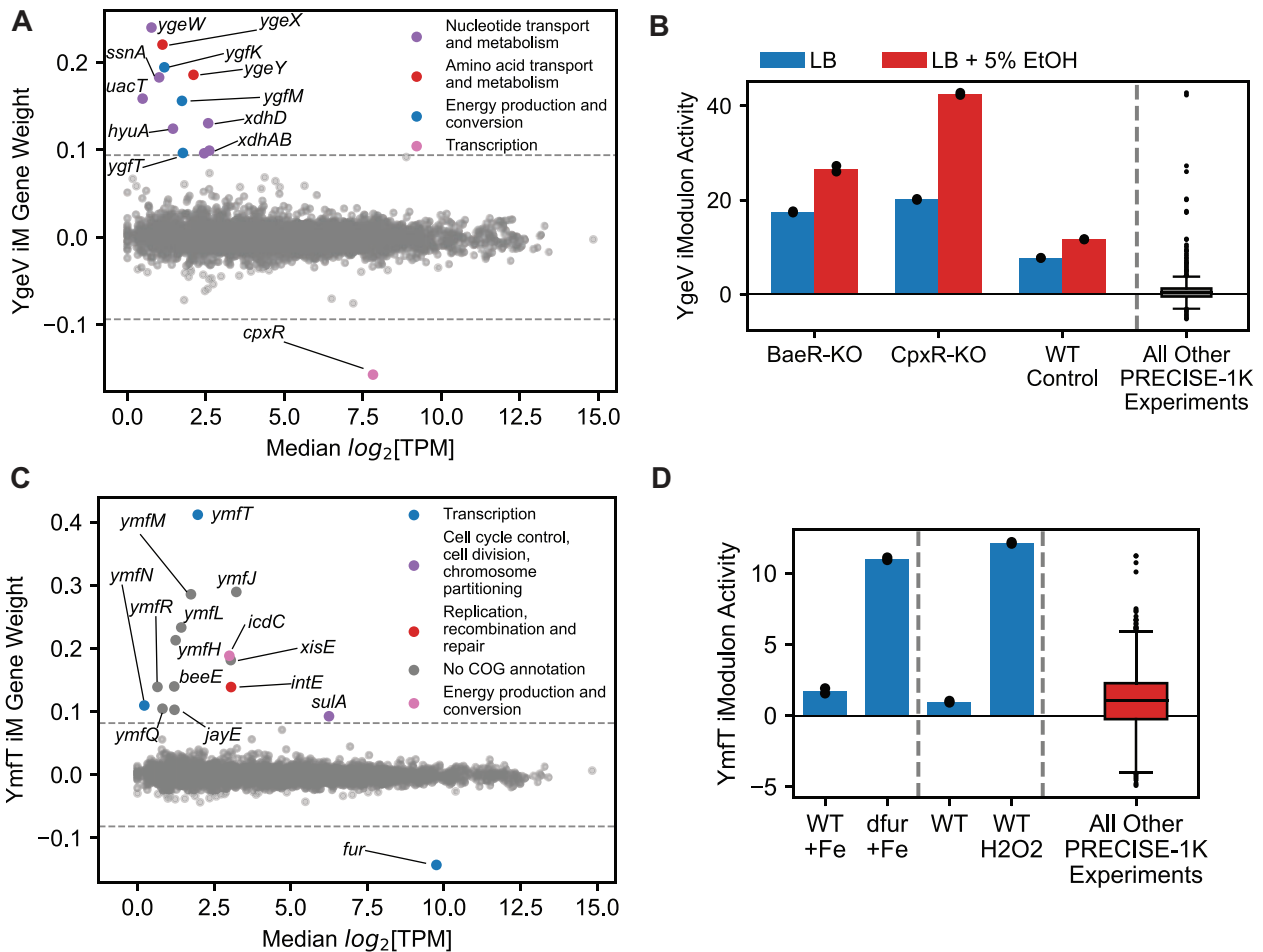 A
YgeV iM Gene Weight
0.2
0.1
0.0
−0.1
ygeW
ygeX
ssnA
ygfK
ygeY
uacT
ygfM
xdhD
hyuA
xdhAB
ygfT
cpxR
Nucleotide transport
and metabolism
Amino acid transport
and metabolism
Energy production and
conversion
Transcription
0.0
2.5
5.0
7.5
10.0
12.5
15.0
Median log2[TPM]
B
LB
LB + 5% EtOH
YgeV iModulon Activity
40
20
0
BaeR-KO
CpxR-KO
WT
Control
All Other
PRECISE-1K
Experiments
C
YmfT iM Gene Weight
0.4
0.3
0.2
0.1
0.0
−0.1
ymfM
ymfT
ymfN
ymfJ
ymfR
ymfL
icdC
ymfH
xisE
beeE
intE
sulA
ymfQ
jayE
fur
Transcription
Cell cycle control,
cell division,
chromosome
partitioning
Replication,
recombination and
repair
No COG annotation
Energy production and
conversion
0.0
2.5
5.0
7.5
10.0
12.5
15.0
Median log2[TPM]
D
YmfT iModulon Activity
10
5
0
−5
WT
+Fe
dfur
+Fe
WT
WT
H2O2
All Other
PRECISE-1K
Experiments